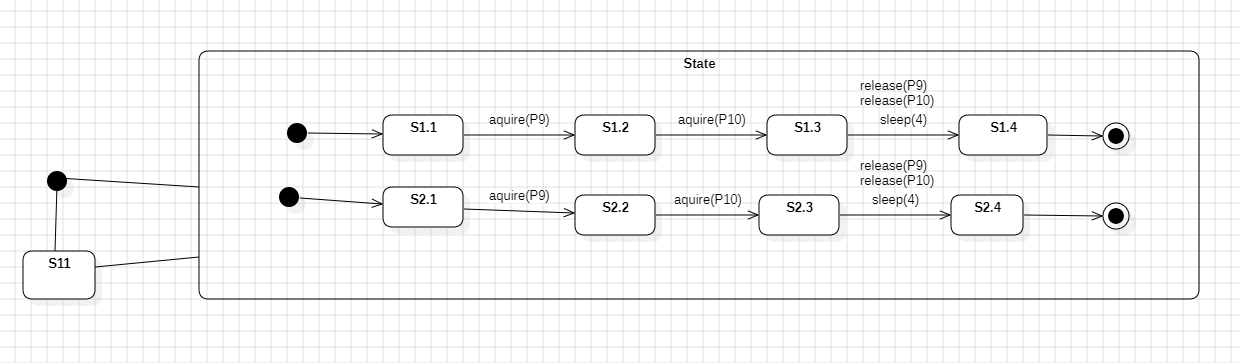 State
release(P9)
release(P10)
sleep(4)
S1.1
aquire(P9)
S1.2
aquire(P10)
S1.3
S1.4
release(P9)
release(P10)
sleep(4)
S2.1
aquire(P9)
S2.2
aquire(P10)
S2.3
S2.4
S11